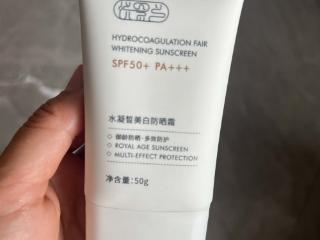 HYDROCOAGULATION FAIR
WHITENING SUNSCREEN
SPF50+ PA+++
水凝皙美白防晒霜
御龄防晒·多效防护
ROYAL AGE SUNSCREEN
MULTI-EFFECT PROTECTION
净含量:50g